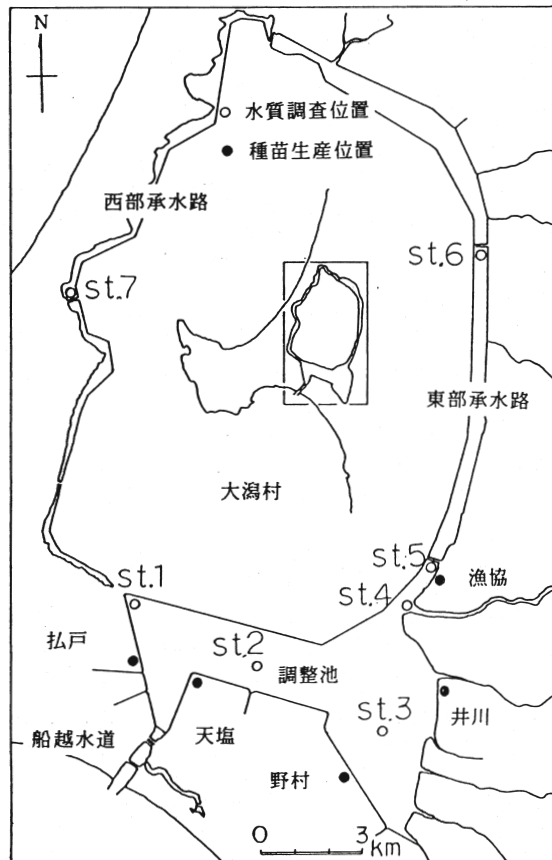 N
水質調査位置
種苗生産位置
西部承水路
st.6
st.7
東部承水路
大潟村
st.5
漁協
st.1
st.4
払戸
st.2
調整池
st.3
井川
船越水道
天塩
野村
0 3
Km